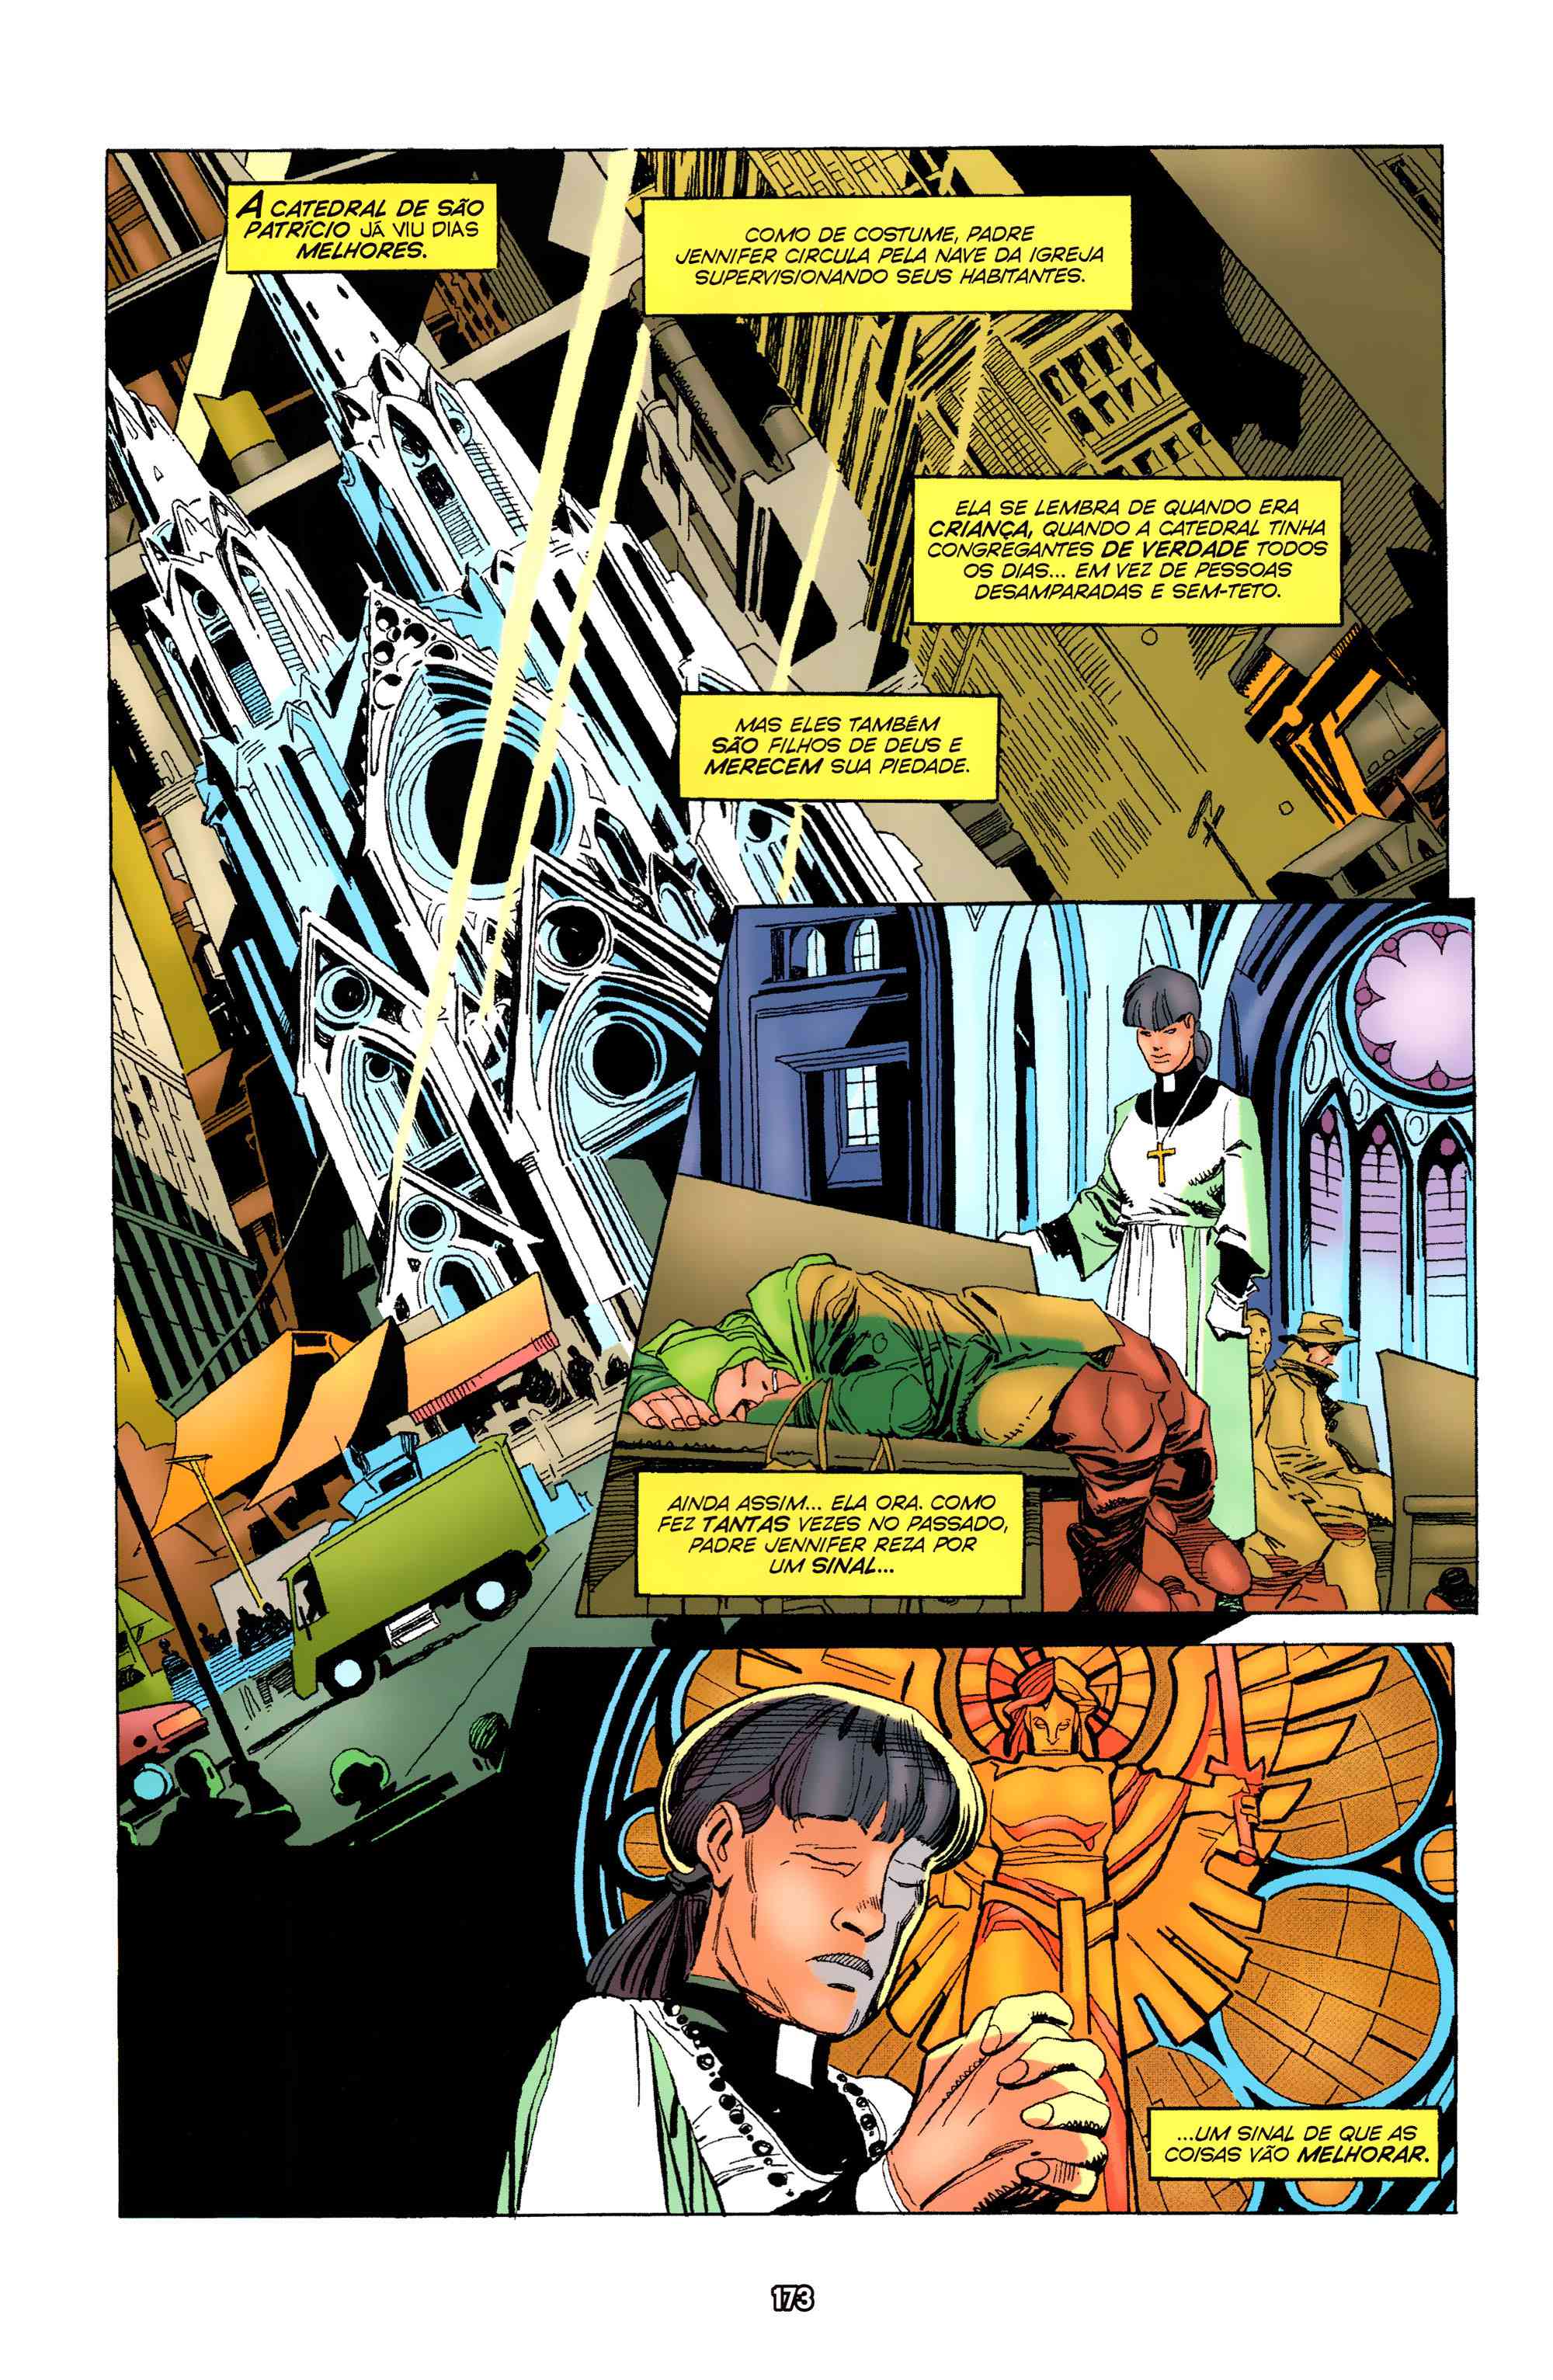 A CATEDRAL DE SÃO
PATRÍCIO JÁ VIU DIAS
MELHORES.
COMO DE COSTUME, PADRE
JENNIFER CIRCULA PELA NAVE DA IGREJA
SUPERVISIONANDO SEUS HABITANTES.
ELA SE LEMBRA DE QUANDO ERA
CRIANÇA, QUANDO A CATEDRAL TINHA
CONGREGANTES DE VERDADE TODOS
OS DIAS... EM VEZ DE PESSOAS
DESAMPARADAS E SEM-TETO.
MAS ELES TAMBÉM
SÃO FILHOS DE DEUS E
MERECEM SUA PIEDADE.
AINDA ASSIM... ELA ORA. COMO
FEZ TANTAS VEZES NO PASSADO,
PADRE JENNIFER REZA POR
UM SINAL...
...UM SINAL DE QUE AS
COISAS VÃO MELHORAR.
173